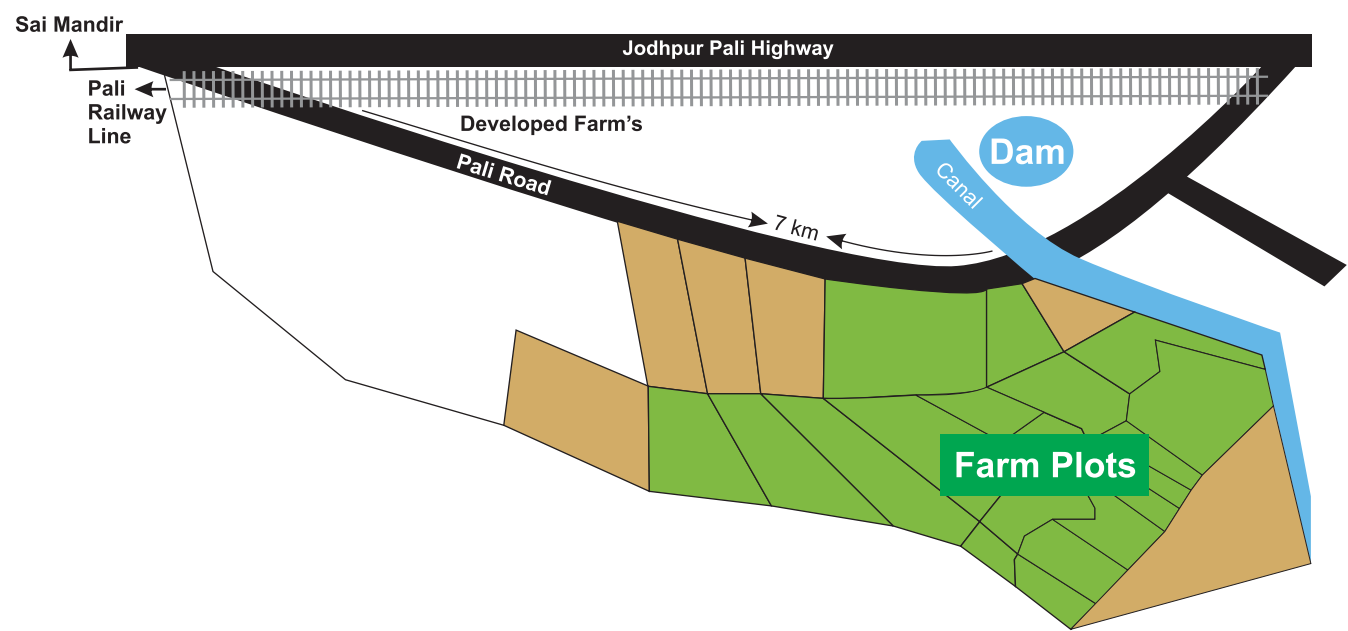 Sai Mandir
Jodhpur Pali Highway
Pali
Railway
Line
Developed Farm's
Pali Road
Dam
Canal
7 km
Farm Plots